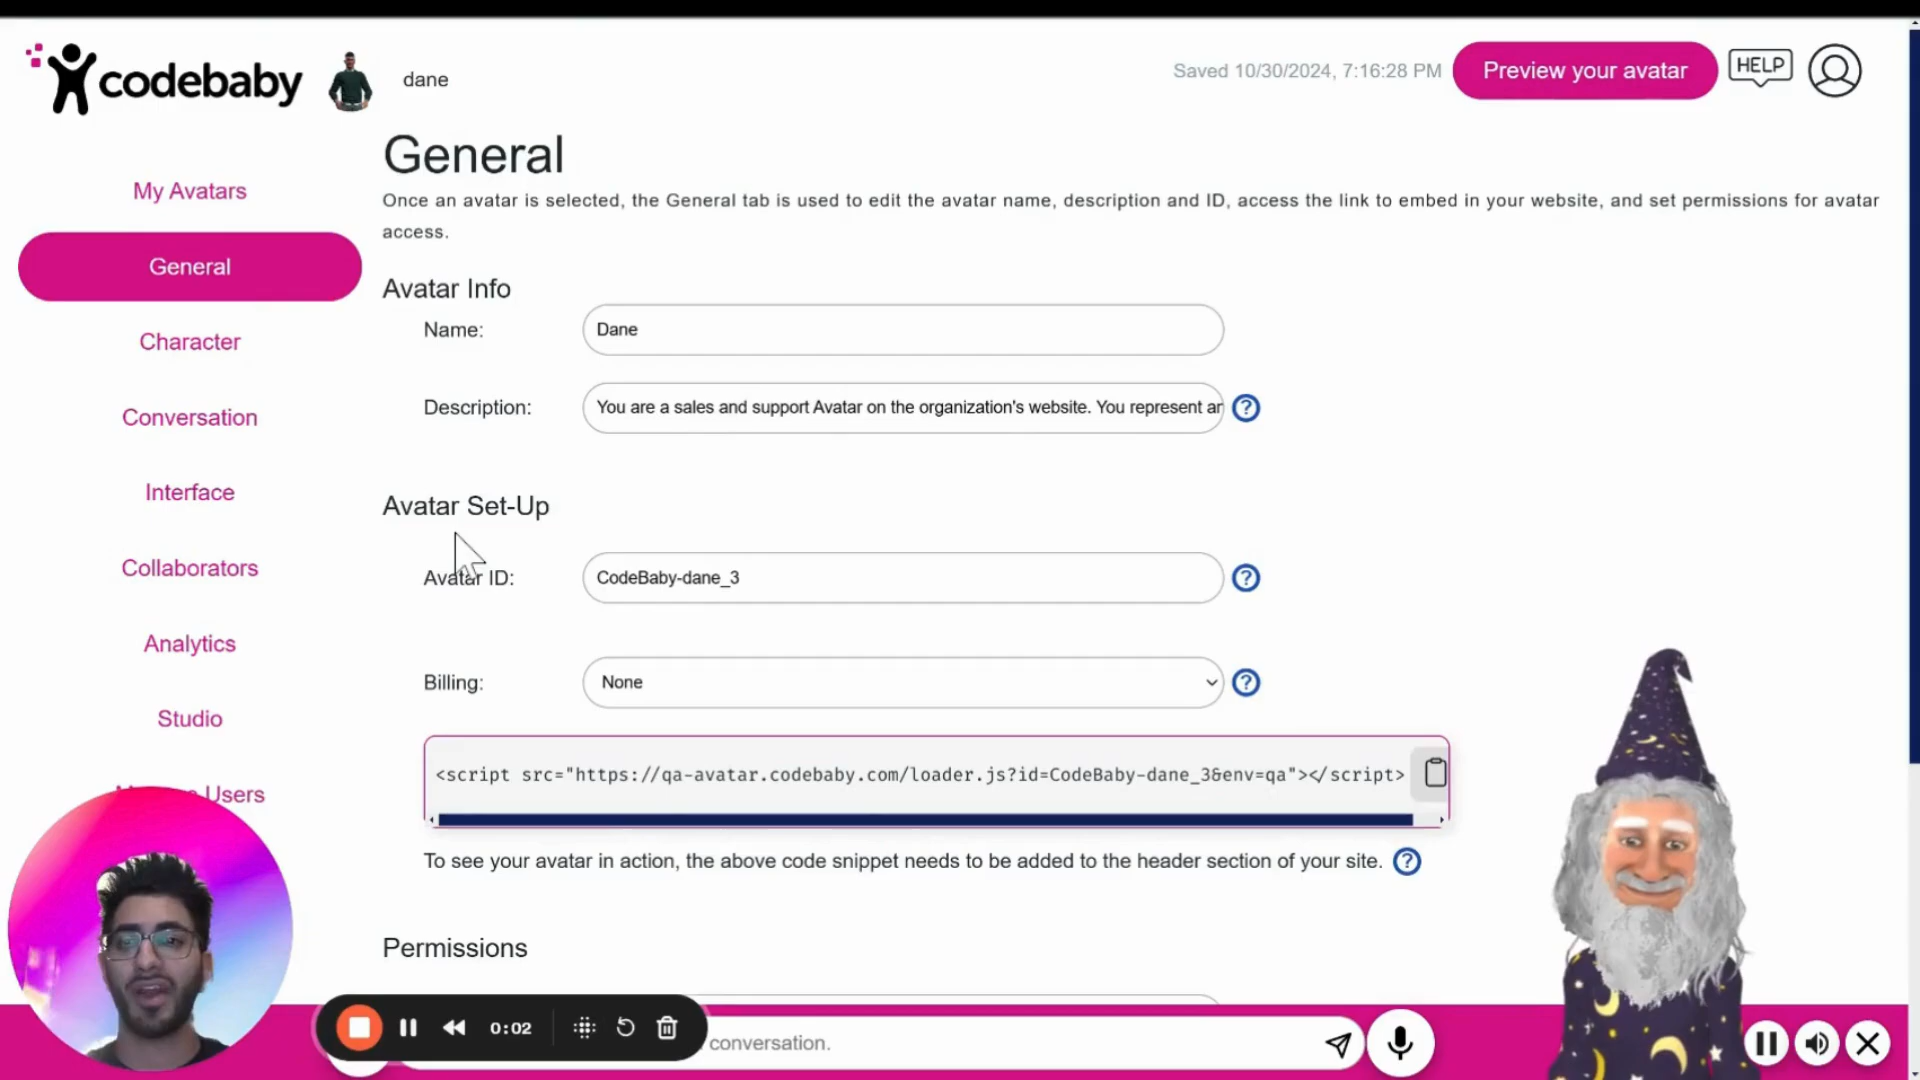 codebaby
dane
Saved 10/30/2024, 7:16:28 PM
Preview your avatar
HELP
My Avatars
General
Character
Conversation
Interface
Collaborators
Analytics
Studio
Users
General
Once an avatar is selected, the General tab is used to edit the avatar name, description and ID, access the link to embed in your website, and set permissions for avatar
access.
Avatar Info
Name:
Dane
Description:
You are a sales and support Avatar on the organization's website. You represent ar
Avatar Set-Up
Avatar ID:
CodeBaby-dane_3
Billing:
None
<script src="https://qa-avatar.codebaby.com/loader.js?id=CodeBaby-dane_3&env=qa"></script>
To see your avatar in action, the above code snippet needs to be added to the header section of your site.
Permissions
0:02
conversation.